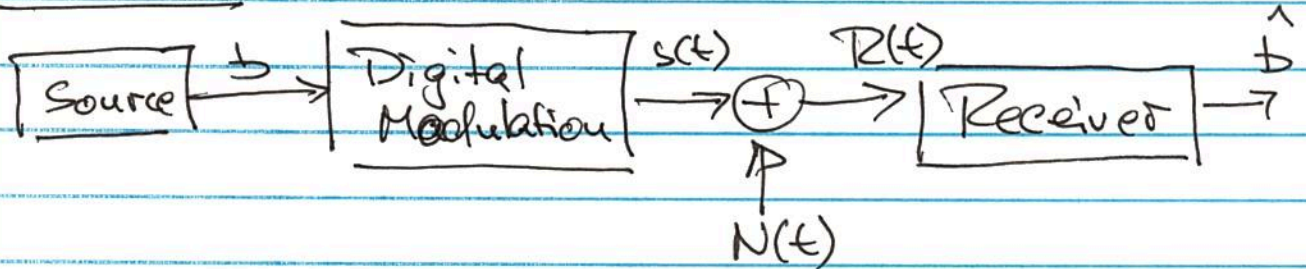 Source b Digital Modulation s(t) + R(t) Receiver b̂
N(t)